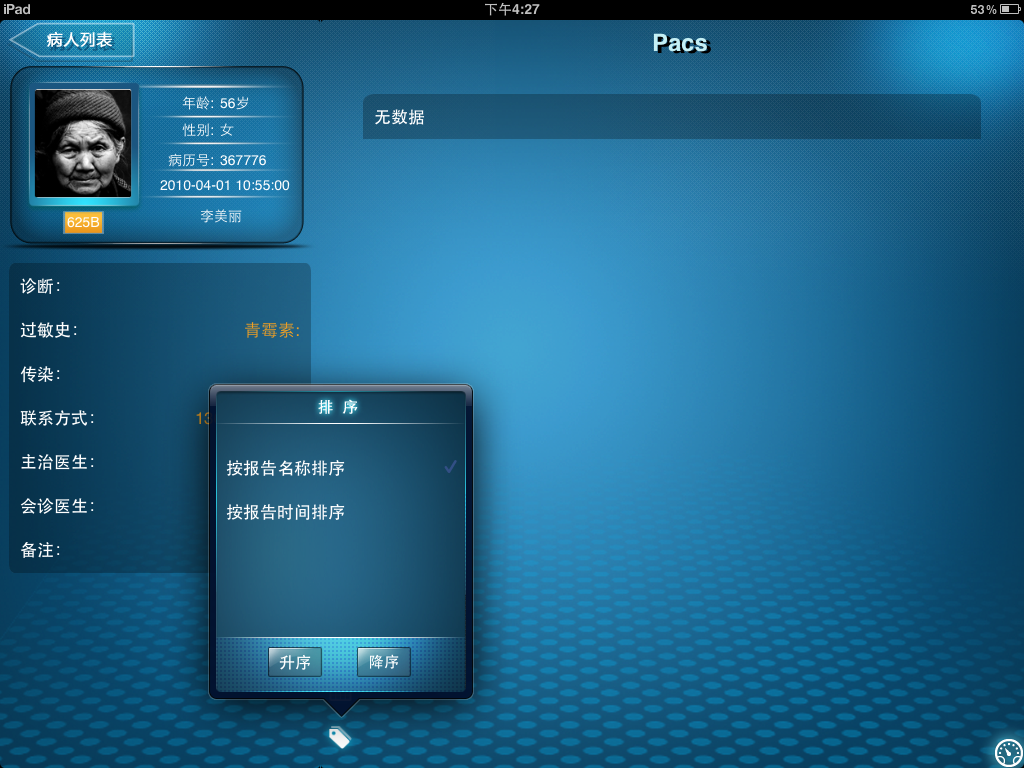 iPad
下午4:27
53%
病人列表
Pacs
年龄: 56岁
性别: 女
病历号: 367776
2010-04-01 10:55:00
李美丽
625B
无数据
诊断:
过敏史: 青霉素:
传染:
联系方式: 13
主治医生:
会诊医生:
备注:
排 序
按报告名称排序
按报告时间排序
升序
降序